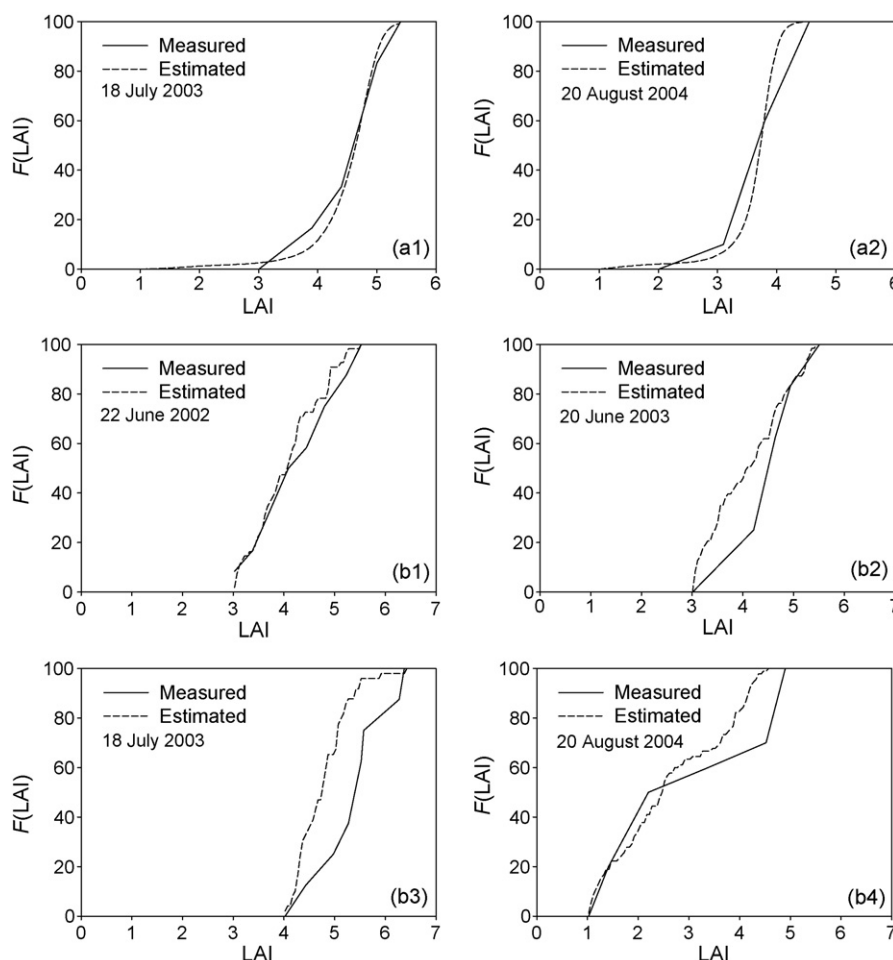 100
80
60
40
20
0
F(LAI)
Measured
Estimated
18 July 2003
(a1)
0 1 2 3 4 5 6
LAI
100
80
60
40
20
0
F(LAI)
Measured
Estimated
20 August 2004
(a2)
0 1 2 3 4 5 6
LAI
100
80
60
40
20
0
F(LAI)
Measured
Estimated
22 June 2002
(b1)
0 1 2 3 4 5 6 7
LAI
100
80
60
40
20
0
F(LAI)
Measured
Estimated
20 June 2003
(b2)
0 1 2 3 4 5 6 7
LAI
100
80
60
40
20
0
F(LAI)
Measured
Estimated
18 July 2003
(b3)
0 1 2 3 4 5 6 7
LAI
100
80
60
40
20
0
F(LAI)
Measured
Estimated
20 August 2004
(b4)
0 1 2 3 4 5 6 7
LAI